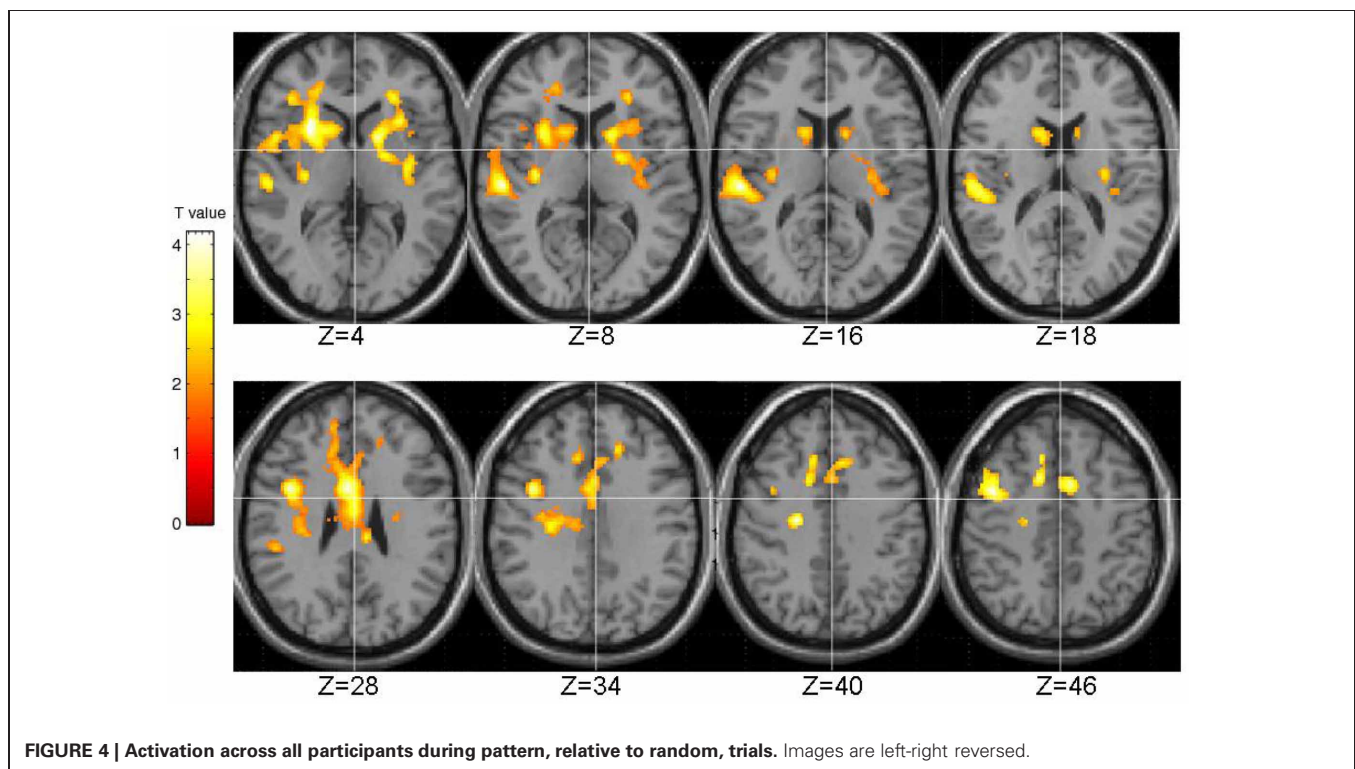 T value
4
3
2
1
0
Z=4 Z=8 Z=16 Z=18
Z=28 Z=34 Z=40 Z=46
FIGURE 4 | Activation across all participants during pattern, relative to random, trials. Images are left-right reversed.